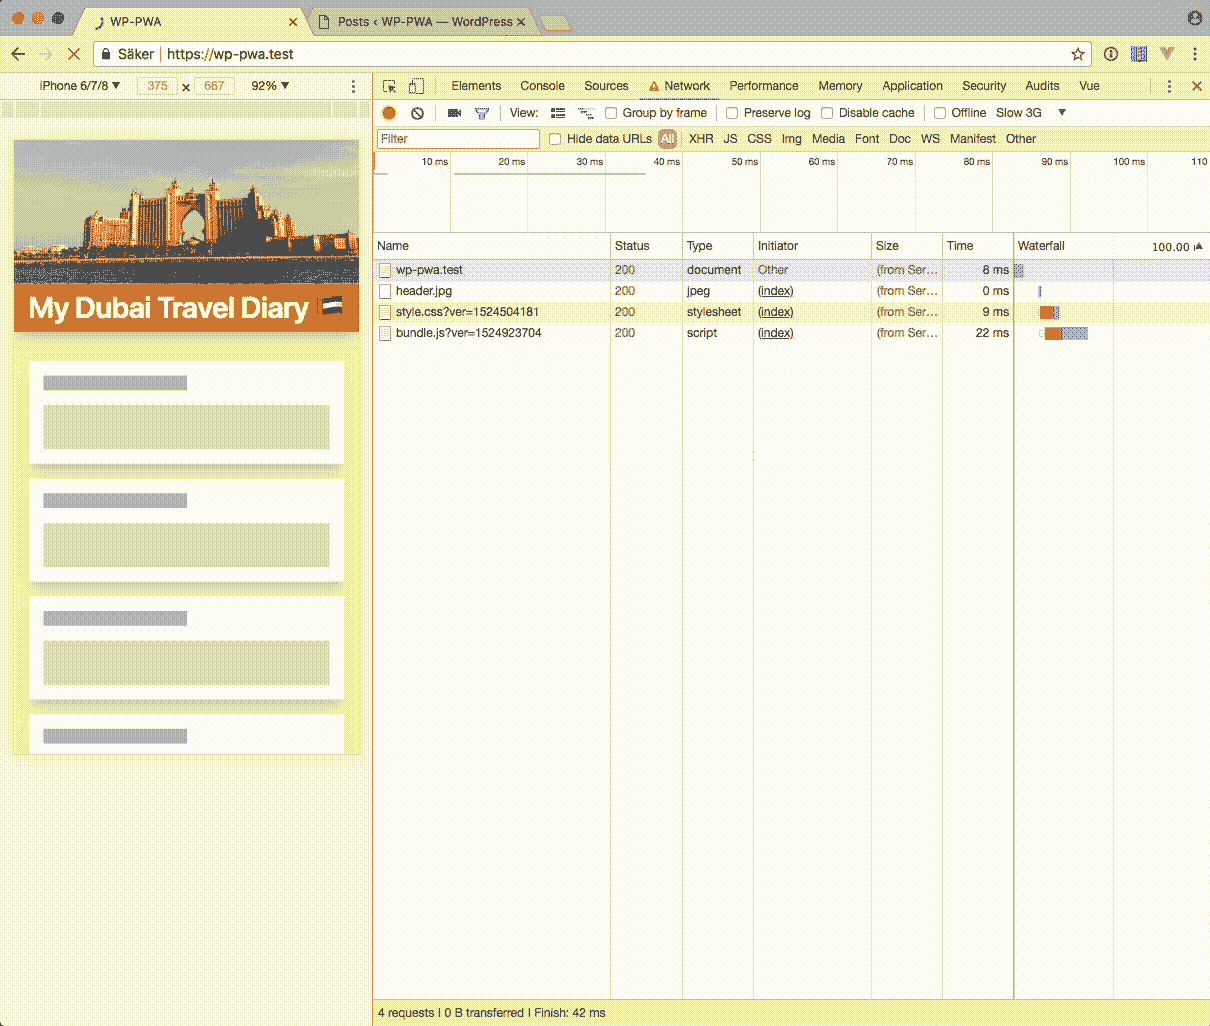 WP-PWA
Posts ‹ WP-PWA — WordPress
Säker https://wp-pwa.test
iPhone 6/7/8 ▼ 375 × 667 92% ▼
Elements Console Sources Network Performance Memory Application Security Audits Vue
View: Group by frame Preserve log Disable cache Offline Slow 3G ▼
Filter Hide data URLs All XHR JS CSS Img Media Font Doc WS Manifest Other
10 ms 20 ms 30 ms 40 ms 50 ms 60 ms 70 ms 80 ms 90 ms 100 ms 110
My Dubai Travel Diary
Name Status Type Initiator Size Time Waterfall 100.00
wp-pwa.test 200 document Other (from Ser... 8 ms
header.jpg 200 jpeg (index) (from Ser... 0 ms
style.css?ver=1524504181 200 stylesheet (index) (from Ser... 9 ms
bundle.js?ver=1524923704 200 script (index) (from Ser... 22 ms
4 requests | 0 B transferred | Finish: 42 ms